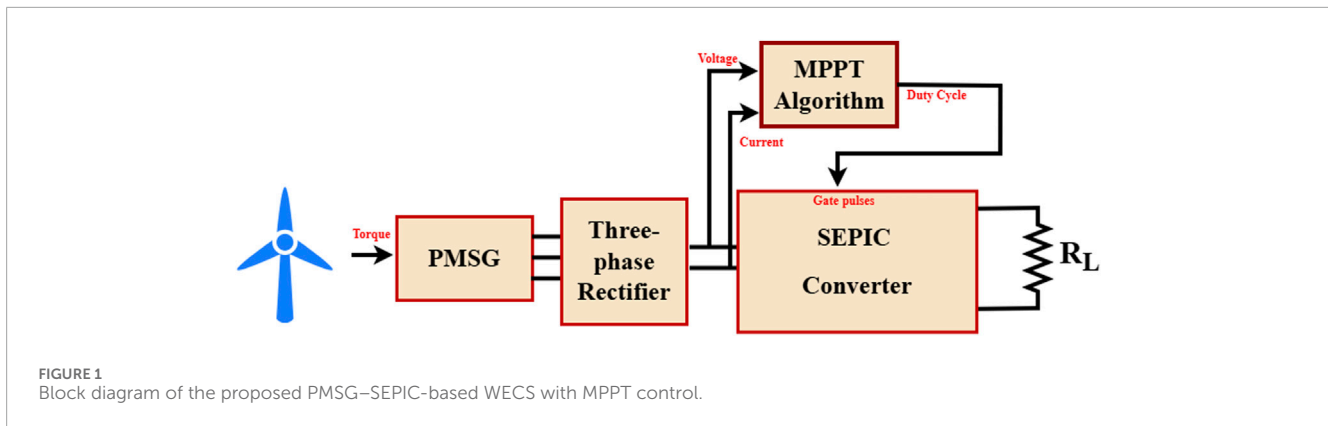 Voltage
MPPT
Algorithm
Duty Cycle
Current
Gate pulses
Torque
PMSG
Three-
phase
Rectifier
SEPIC
Converter
R_L
FIGURE 1
Block diagram of the proposed PMSG–SEPIC-based WECS with MPPT control.